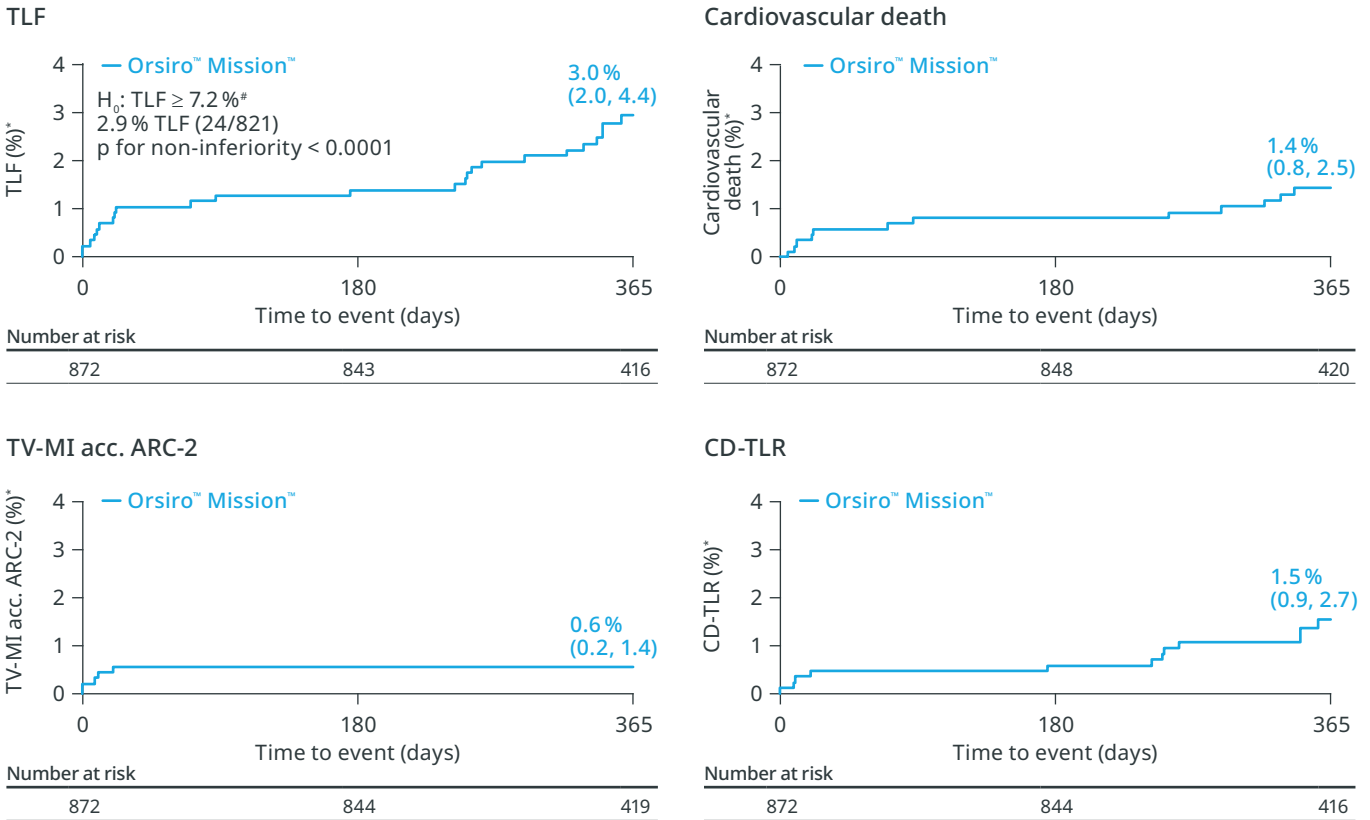 TLF
TLF (%)*
4
3
2
1
0
Orsiro™ Mission™
H₀: TLF ≥ 7.2 %#
2.9 % TLF (24/821)
p for non-inferiority < 0.0001
3.0 %
(2.0, 4.4)
0 180 365
Time to event (days)
Number at risk
872 843 416
Cardiovascular death
Cardiovascular
death (%)*
4
3
2
1
0
Orsiro™ Mission™
1.4 %
(0.8, 2.5)
0 180 365
Time to event (days)
Number at risk
872 848 420
TV-MI acc. ARC-2
TV-MI acc. ARC-2 (%)*
4
3
2
1
0
Orsiro™ Mission™
0.6 %
(0.2, 1.4)
0 180 365
Time to event (days)
Number at risk
872 844 419
CD-TLR
CD-TLR (%)*
4
3
2
1
0
Orsiro™ Mission™
1.5 %
(0.9, 2.7)
0 180 365
Time to event (days)
Number at risk
872 844 416